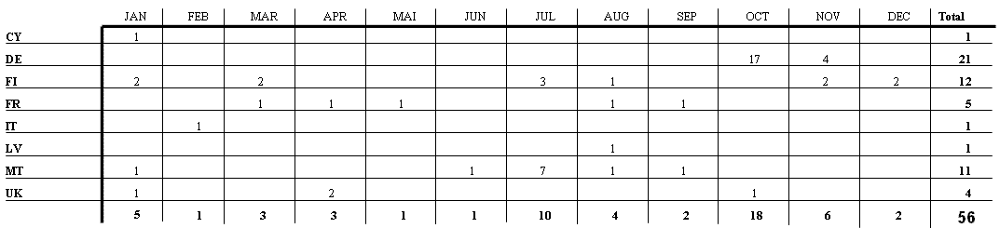 JAN FEB MAR APR MAI JUN JUL AUG SEP OCT NOV DEC Total
CY 1 1
DE 17 4 21
FI 2 2 3 1 2 2 12
FR 1 1 1 1 1 5
IT 1 1
LV 1 1
MT 1 1 7 1 1 11
UK 1 2 1 4
5 1 3 3 1 1 10 4 2 18 6 2 56